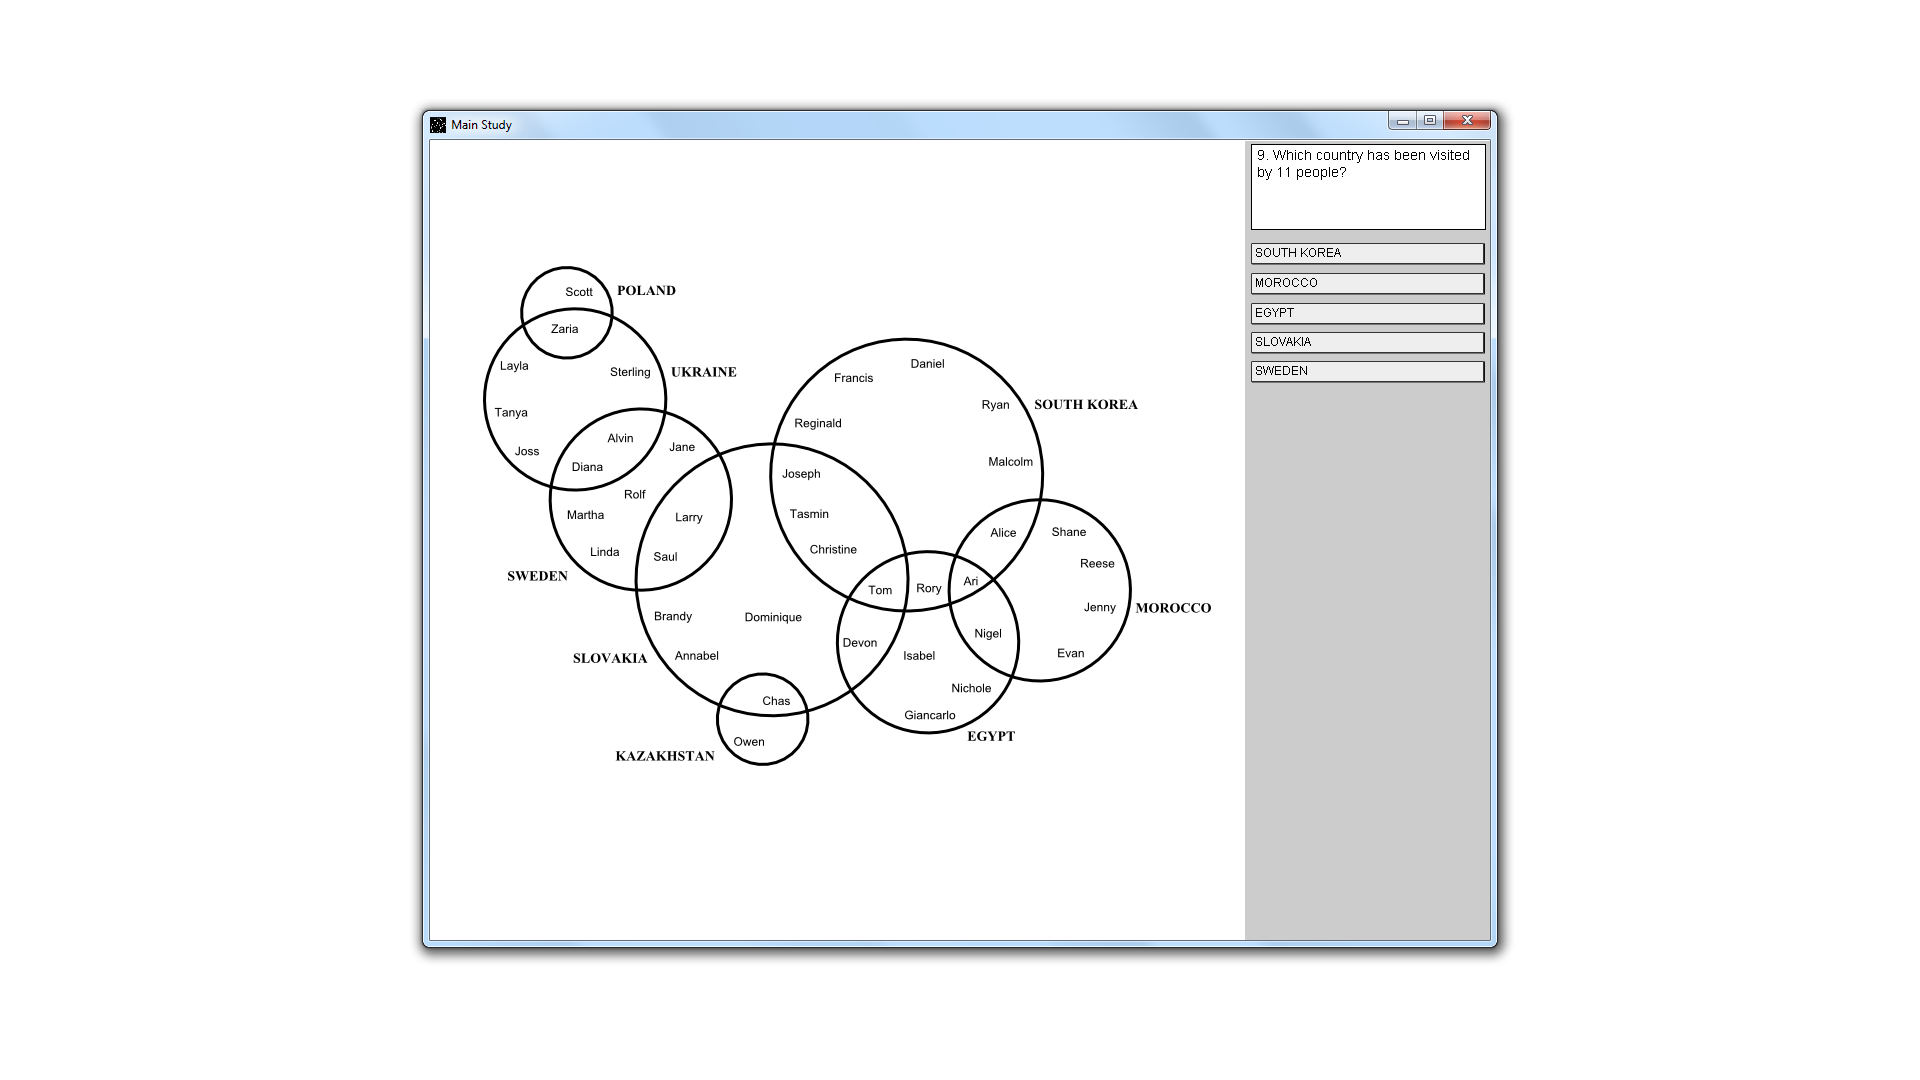 Main Study
9. Which country has been visited
by 11 people?
SOUTH KOREA
MOROCCO
EGYPT
SLOVAKIA
SWEDEN
Scott
POLAND
Zaria
Layla
Sterling
UKRAINE
Tanya
Joss
Alvin
Diana
Jane
Rolf
Martha
Larry
Linda
Saul
SWEDEN
Daniel
Francis
Ryan
SOUTH KOREA
Reginald
Malcolm
Joseph
Tasmin
Christine
Alice
Shane
Reese
Tom
Rory
Ari
Jenny
MOROCCO
Brandy
Dominique
Devon
Nigel
Isabel
Evan
SLOVAKIA
Annabel
Nichole
Chas
Giancarlo
EGYPT
Owen
KAZAKHSTAN